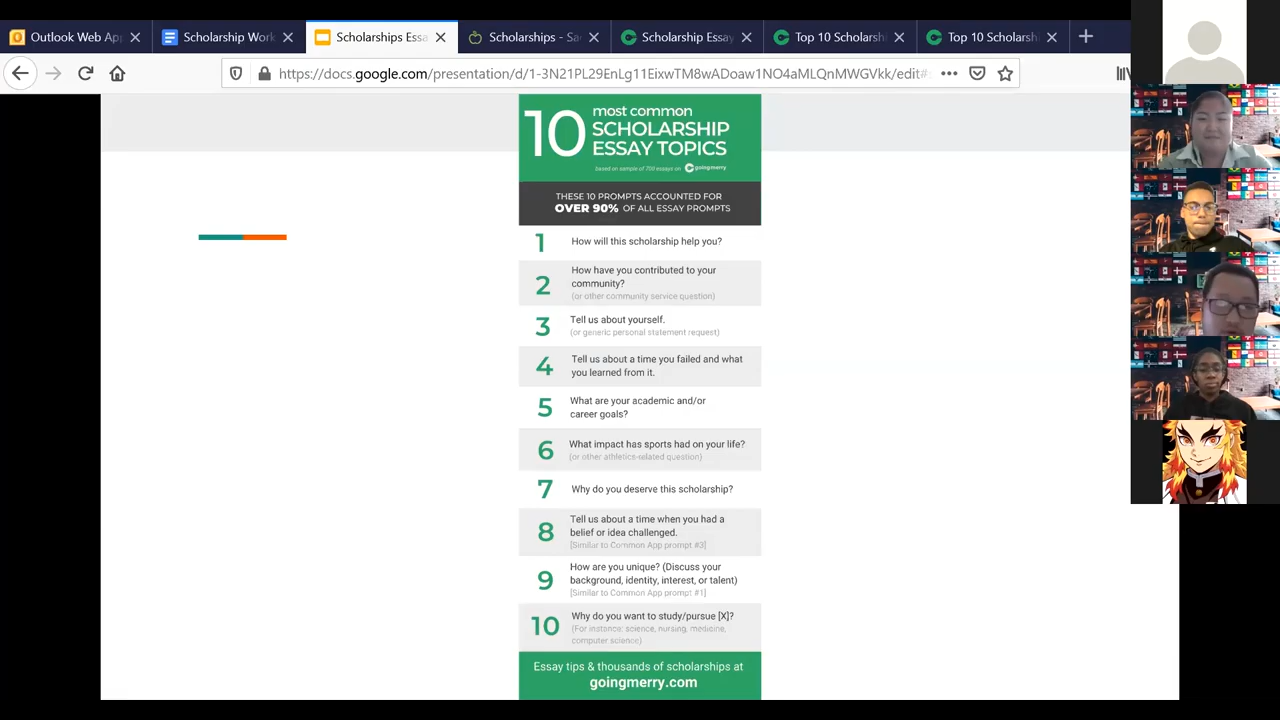 Outlook Web Ap
Scholarship Work
Scholarships Essa
Scholarships - Sa
Scholarship Essay
Top 10 Scholarsh
Top 10 Scholarsh
https://docs.google.com/presentation/d/1-3N21PL29EnLg11EixwTM8wADoaw1NO4aMLQnMWGVkk/edit#
10
most common
SCHOLARSHIP
ESSAY TOPICS
based on sample of 700 essays on goingmerry
THESE 10 PROMPTS ACCOUNTED FOR
OVER 90% OF ALL ESSAY PROMPTS
1 How will this scholarship help you?
2 How have you contributed to your
community?
(or other community service question)
3 Tell us about yourself.
(or generic personal statement request)
4 Tell us about a time you failed and what
you learned from it.
5 What are your academic and/or
career goals?
6 What impact has sports had on your life?
(or other athletics-related question)
7 Why do you deserve this scholarship?
8 Tell us about a time when you had a
belief or idea challenged.
[Similar to Common App prompt #3]
9 How are you unique? (Discuss your
background, identity, interest, or talent)
[Similar to Common App prompt #1]
10 Why do you want to study/pursue [X]?
(For instance: science, nursing, medicine,
computer science)
Essay tips & thousands of scholarships at
goingmerry.com